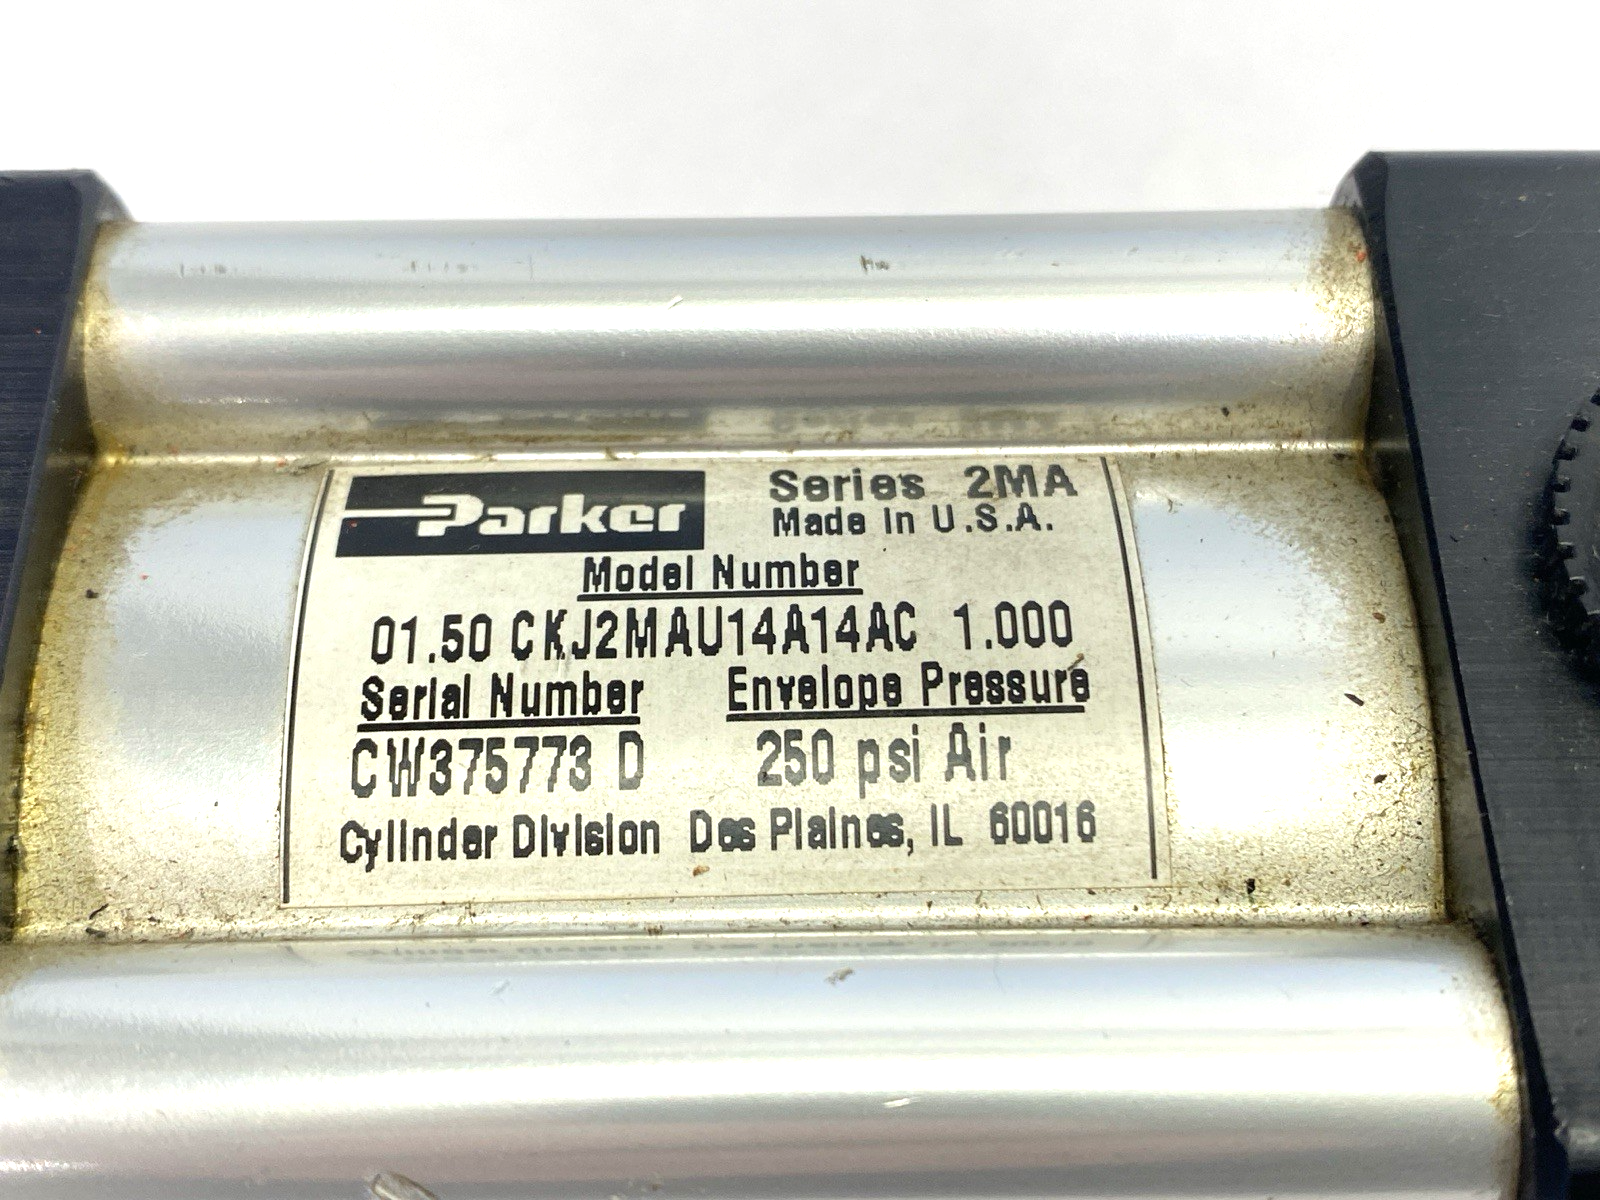 Parker
Series 2MA
Made in U.S.A.
Model Number
01.50 CKJ2MAU14A14AC 1.000
Serial Number Envelope Pressure
CW375773 D 250 psi Air
Cylinder Division Des Plaines, IL 60016